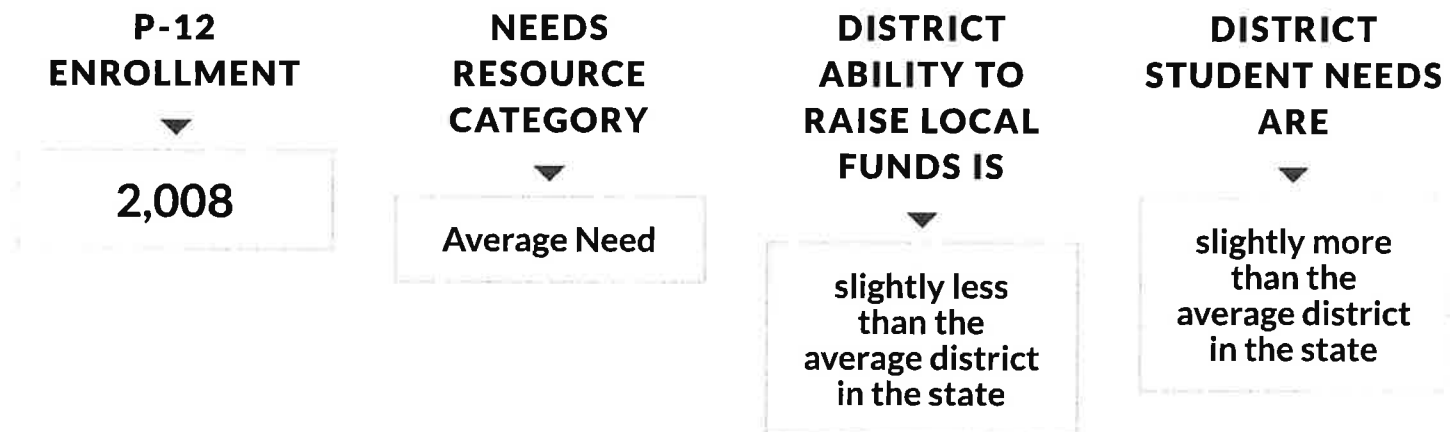 P-12
ENROLLMENT
2,008
NEEDS
RESOURCE
CATEGORY
Average Need
DISTRICT
ABILITY TO
RAISE LOCAL
FUNDS IS
slightly less
than the
average district
in the state
DISTRICT
STUDENT NEEDS
ARE
slightly more
than the
average district
in the state